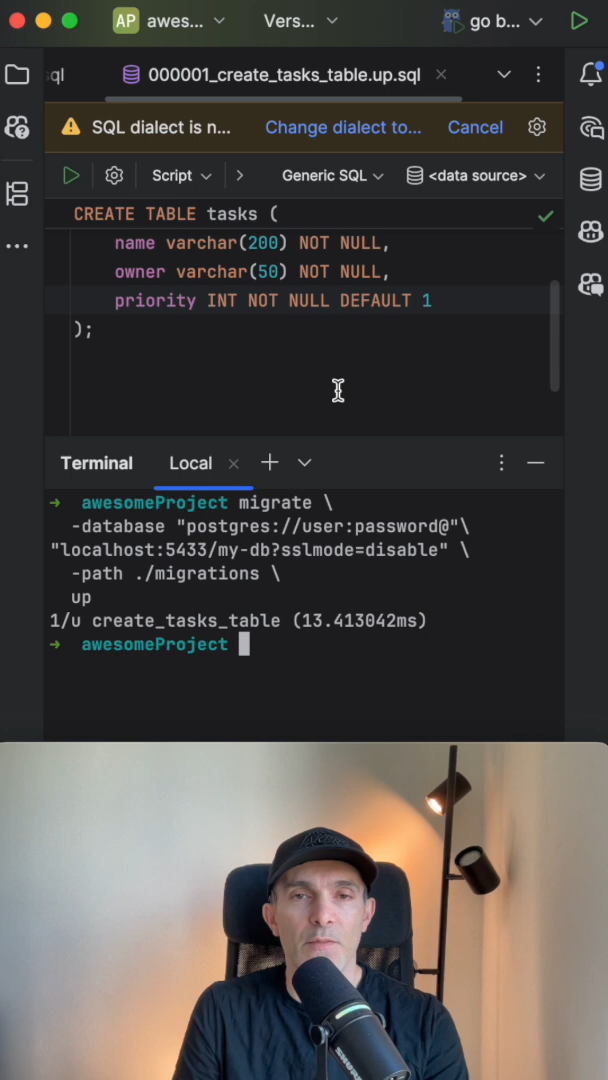 AP awes... Vers... go b...
ql 000001_create_tasks_table.up.sql
SQL dialect is n... Change dialect to... Cancel
Script Generic SQL <data source>
CREATE TABLE tasks (
name varchar(200) NOT NULL,
owner varchar(50) NOT NULL,
priority INT NOT NULL DEFAULT 1
);
Terminal Local
→ awesomeProject migrate \
-database "postgres://user:password@"\
"localhost:5433/my-db?sslmode=disable" \
-path ./migrations \
up
1/u create_tasks_table (13.413042ms)
→ awesomeProject
SHURE